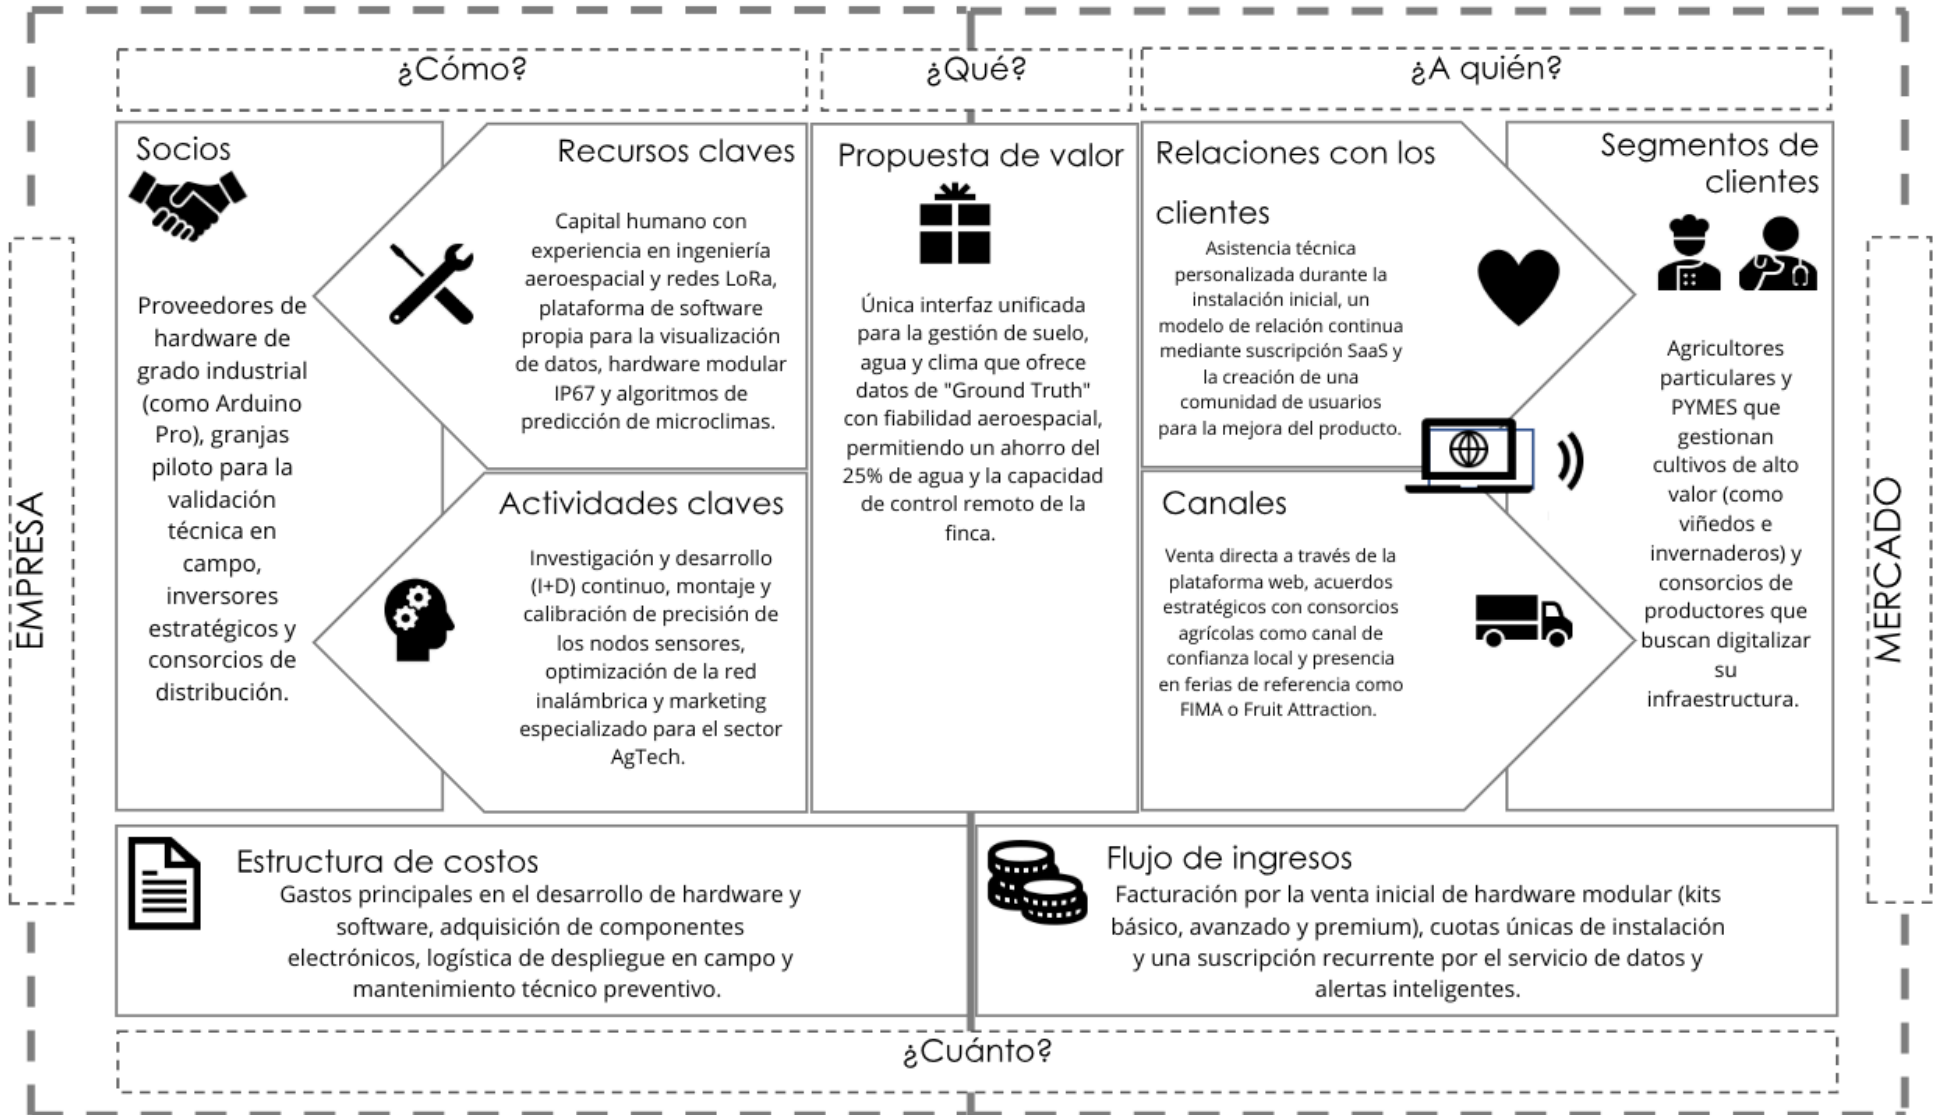 ¿Cómo?
¿Qué?
¿A quién?
EMPRESA
Socios
Proveedores de
hardware de
grado industrial
(como Arduino
Pro), granjas
piloto para la
validación
técnica en
campo,
inversores
estratégicos y
consorcios de
distribución.
Recursos claves
Capital humano con
experiencia en ingeniería
aeroespacial y redes LoRa,
plataforma de software
propia para la visualización
de datos, hardware modular
IP67 y algoritmos de
predicción de microclimas.
Actividades claves
Investigación y desarrollo
(I+D) continuo, montaje y
calibración de precisión de
los nodos sensores,
optimización de la red
inalámbrica y marketing
especializado para el sector
AgTech.
Propuesta de valor
Única interfaz unificada
para la gestión de suelo,
agua y clima que ofrece
datos de "Ground Truth"
con fiabilidad aeroespacial,
permitiendo un ahorro del
25% de agua y la capacidad
de control remoto de la
finca.
Relaciones con los
clientes
Asistencia técnica
personalizada durante la
instalación inicial, un
modelo de relación continua
mediante suscripción SaaS y
la creación de una
comunidad de usuarios
para la mejora del producto.
Canales
Venta directa a través de la
plataforma web, acuerdos
estratégicos con consorcios
agrícolas como canal de
confianza local y presencia
en ferias de referencia como
FIMA o Fruit Attraction.
Segmentos de
clientes
Agricultores
particulares y
PYMES que
gestionan
cultivos de alto
valor (como
viñedos e
invernaderos) y
consorcios de
productores que
buscan digitalizar
su
infraestructura.
MERCADO
Estructura de costos
Gastos principales en el desarrollo de hardware y
software, adquisición de componentes
electrónicos, logística de despliegue en campo y
mantenimiento técnico preventivo.
Flujo de ingresos
Facturación por la venta inicial de hardware modular (kits
básico, avanzado y premium), cuotas únicas de instalación
y una suscripción recurrente por el servicio de datos y
alertas inteligentes.
¿Cuánto?